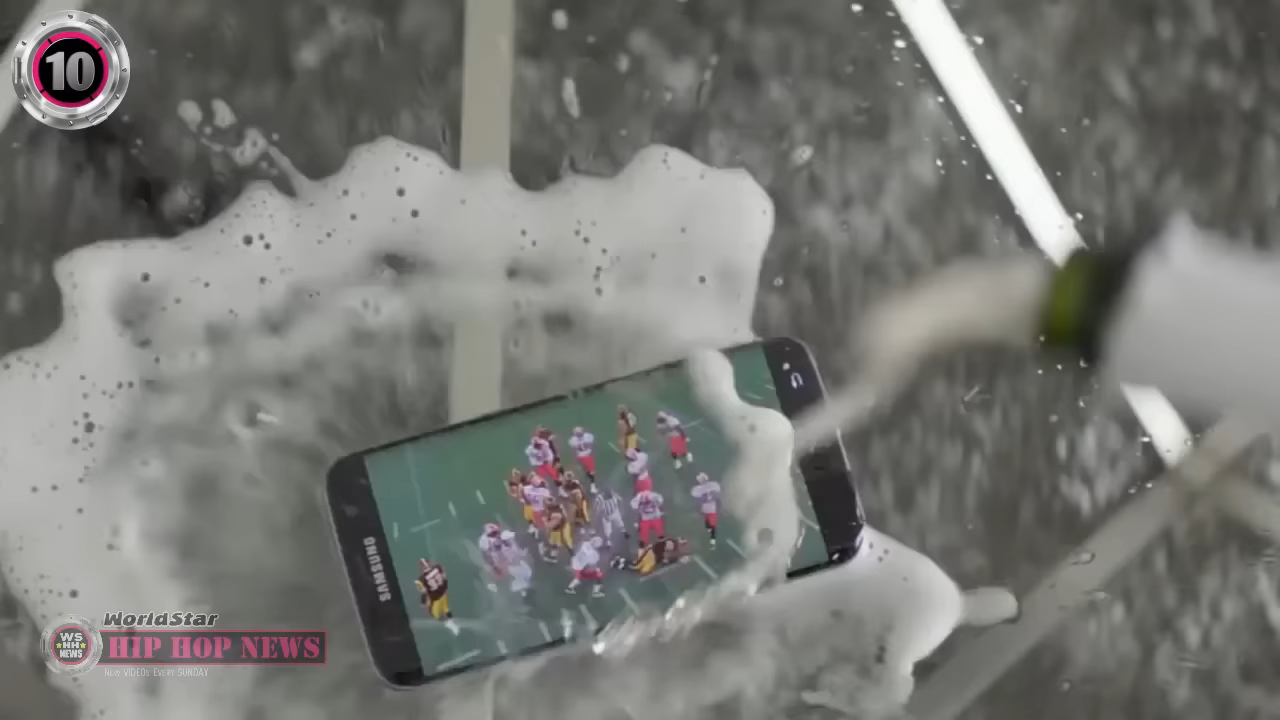 10
SAMSUNG
WorldStar
WS
HH
NEWS
HIP HOP NEWS
NEW VIDEOS EVERY SUNDAY